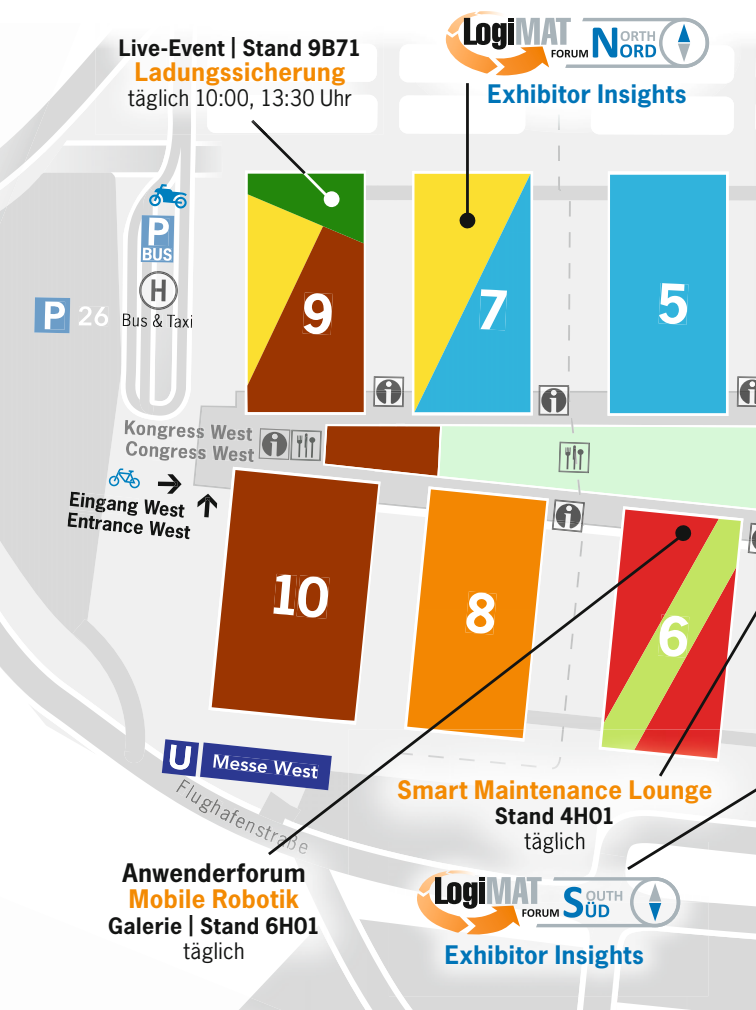 Live-Event | Stand 9B71
Ladungssicherung
täglich 10:00, 13:30 Uhr
LogiMAT
FORUM NORTH
NORD
Exhibitor Insights
P
BUS
H
Bus & Taxi
P 26
9
7
5
Kongress West
Congress West
Eingang West
Entrance West
10
8
6
U Messe West
Flughafenstraße
Smart Maintenance Lounge
Stand 4H01
täglich
Anwenderforum
Mobile Robotik
Galerie | Stand 6H01
täglich
LogiMAT
FORUM SOUTH
SÜD
Exhibitor Insights